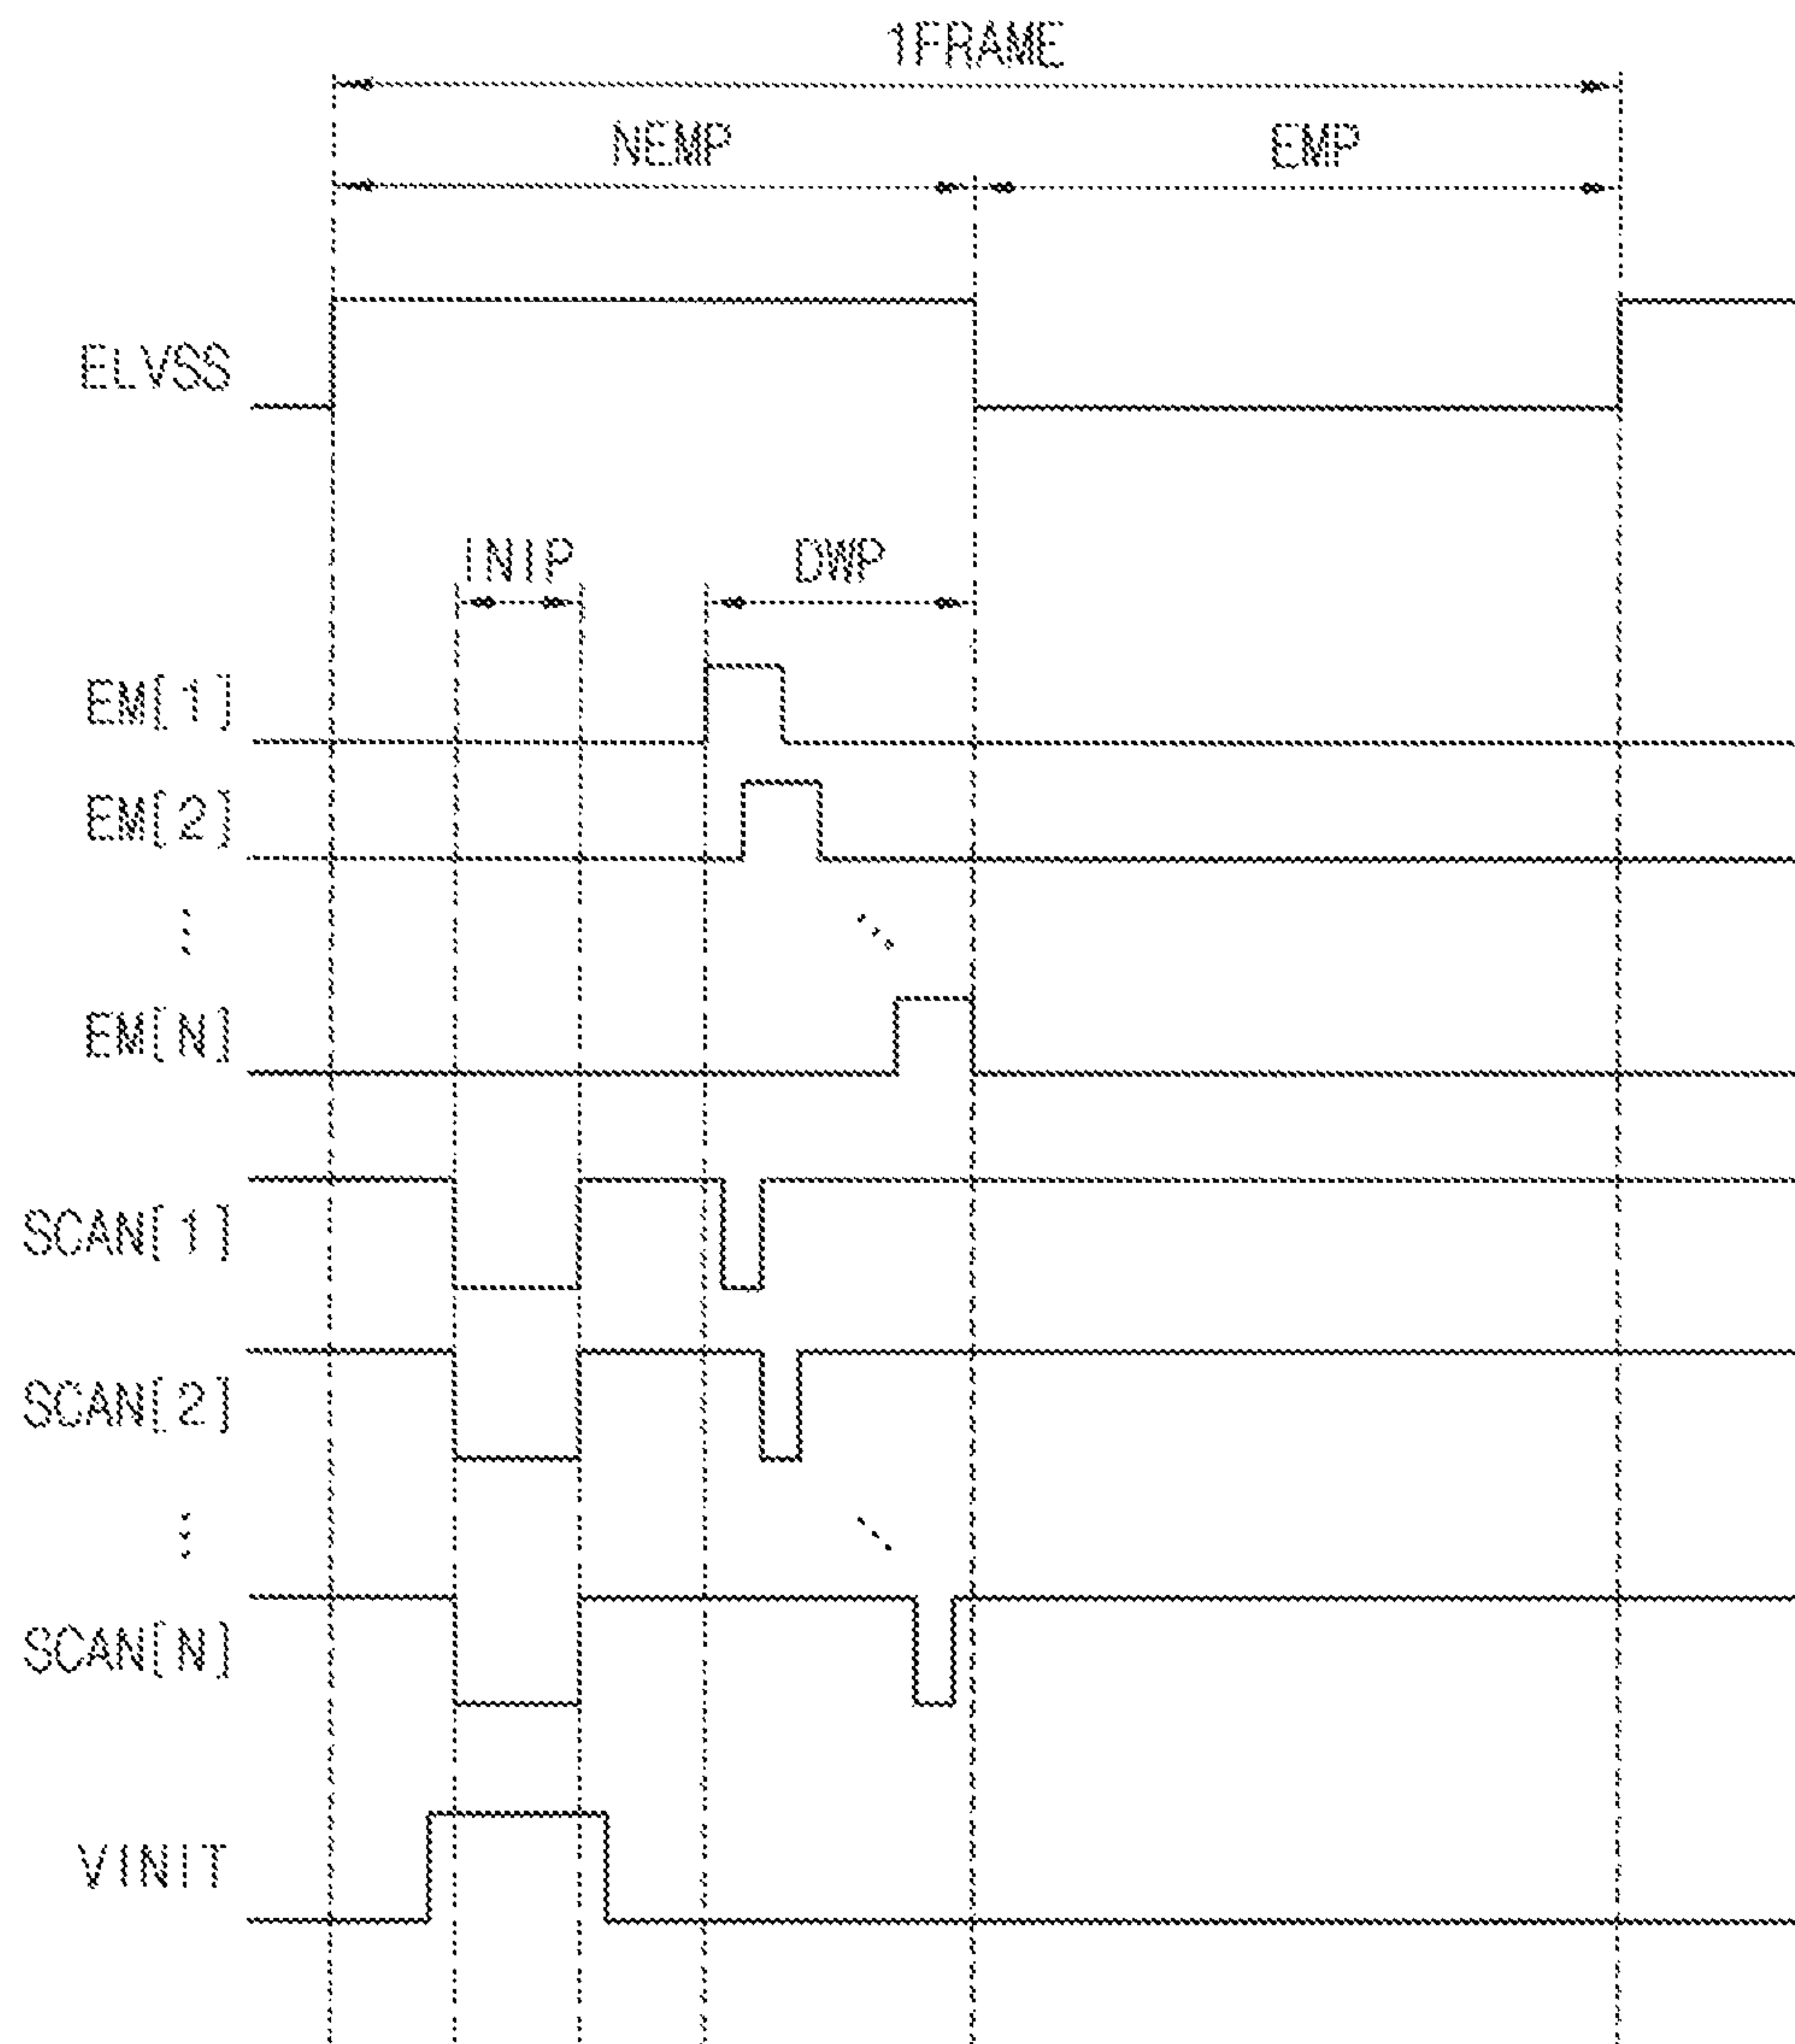 1FRAME
NEMP EMP
ELVSS
INIP DWP
EM[1]
EM[2]
EM[N]
SCAN[1]
SCAN[2]
SCAN[N]
VINIT